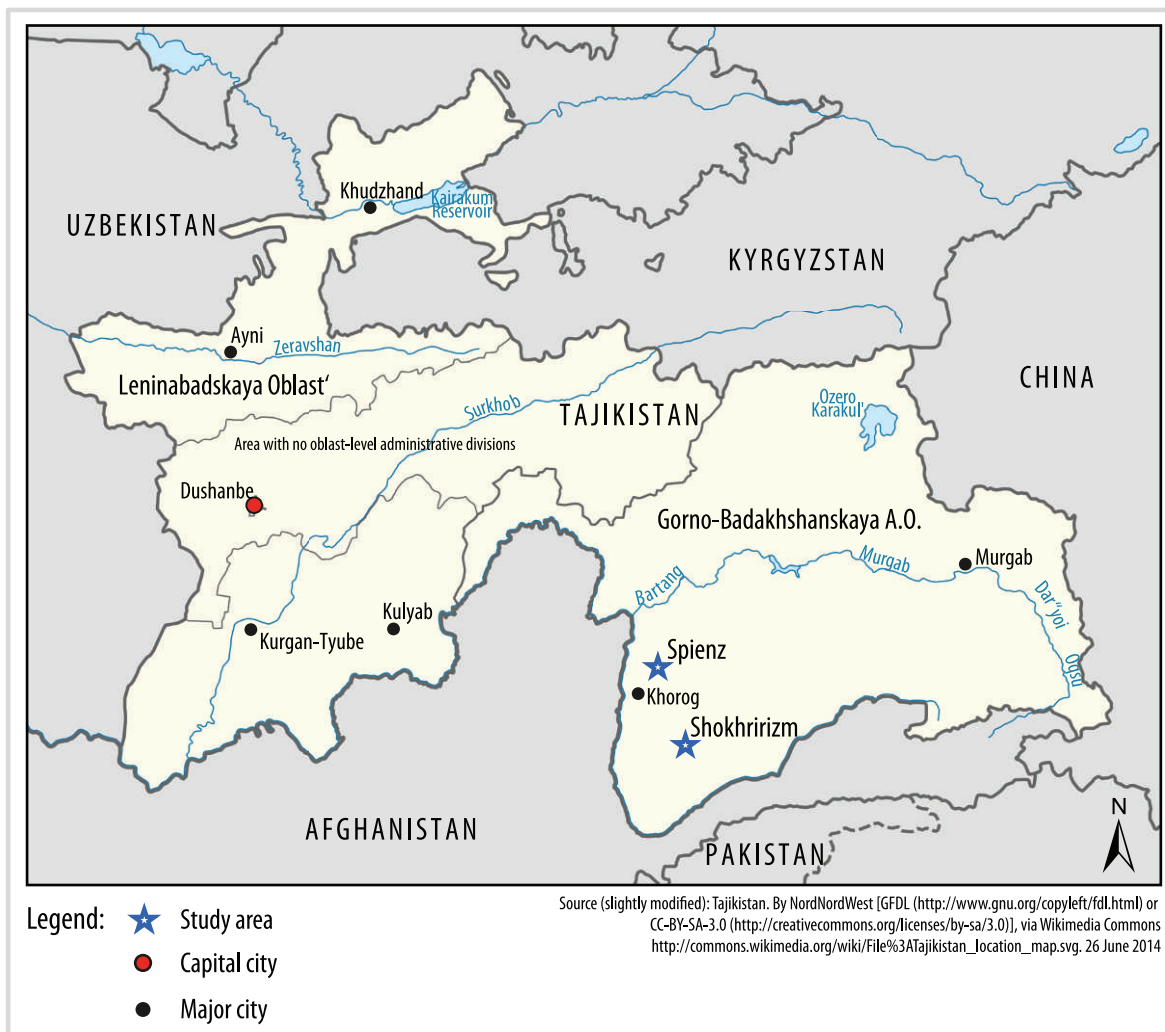 Khudzhand
Kairakum
Reservoir
UZBEKISTAN
KYRGYZSTAN
Ayni
Zeravshan
CHINA
Leninabadskaya Oblast‘
Ozero
Karakul'
Surkhob
TAJIKISTAN
Area with no oblast-level administrative divisions
Dushanbe
Gorno-Badakhshanskaya A.O.
Murgab
Murgab
Bartang
Dar"yoi
Oqsu
Kulyab
Kurgan-Tyube
Spienz
Khorog
Shokhririzm
AFGHANISTAN
PAKISTAN
N
Legend:
Study area
Capital city
Major city
Source (slightly modified): Tajikistan. By NordNordWest [GFDL (http://www.gnu.org/copyleft/fdl.html) or
CC-BY-SA-3.0 (http://creativecommons.org/licenses/by-sa/3.0)], via Wikimedia Commons
http://commons.wikimedia.org/wiki/File%3ATajikistan_location_map.svg. 26 June 2014